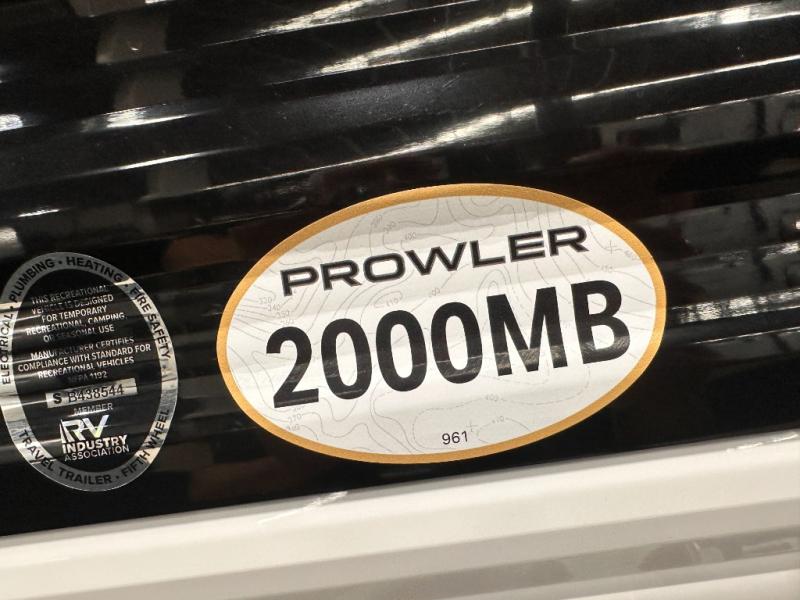 ELECTRICAL • PLUMBING • HEATING • FIRE SAFETY
THIS RECREATIONAL
VEHICLE IS DESIGNED
FOR TEMPORARY
RECREATIONAL, CAMPING
OR SEASONAL USE
MANUFACTURER CERTIFIES
COMPLIANCE WITH STANDARD FOR
RECREATIONAL VEHICLES
NFPA 1192
S B438544
MEMBER
RV
INDUSTRY
ASSOCIATION
TRAVEL TRAILER • FIFTH WHEEL
PROWLER
2000MB
961